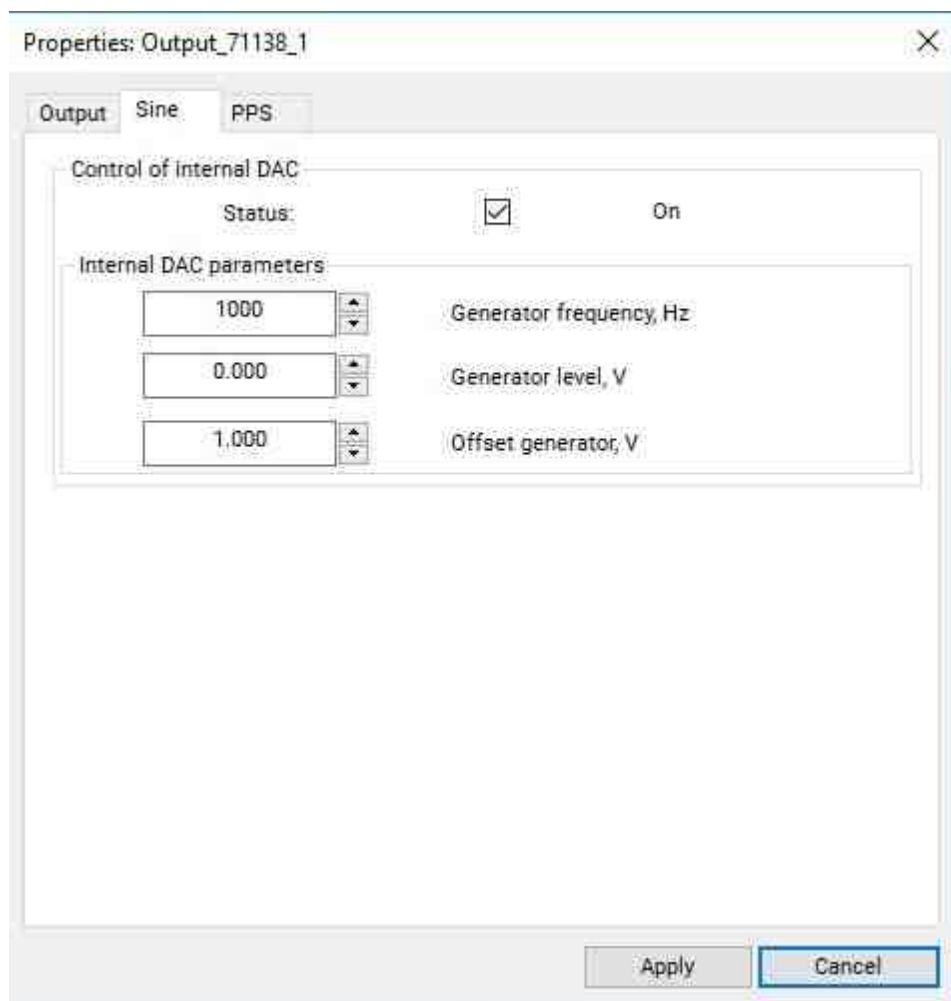 Properties: Output_71138_1
Output Sine PPS
Control of internal DAC
Status: On
Internal DAC parameters
1000 Generator frequency, Hz
0.000 Generator level, V
1.000 Offset generator, V
Apply Cancel